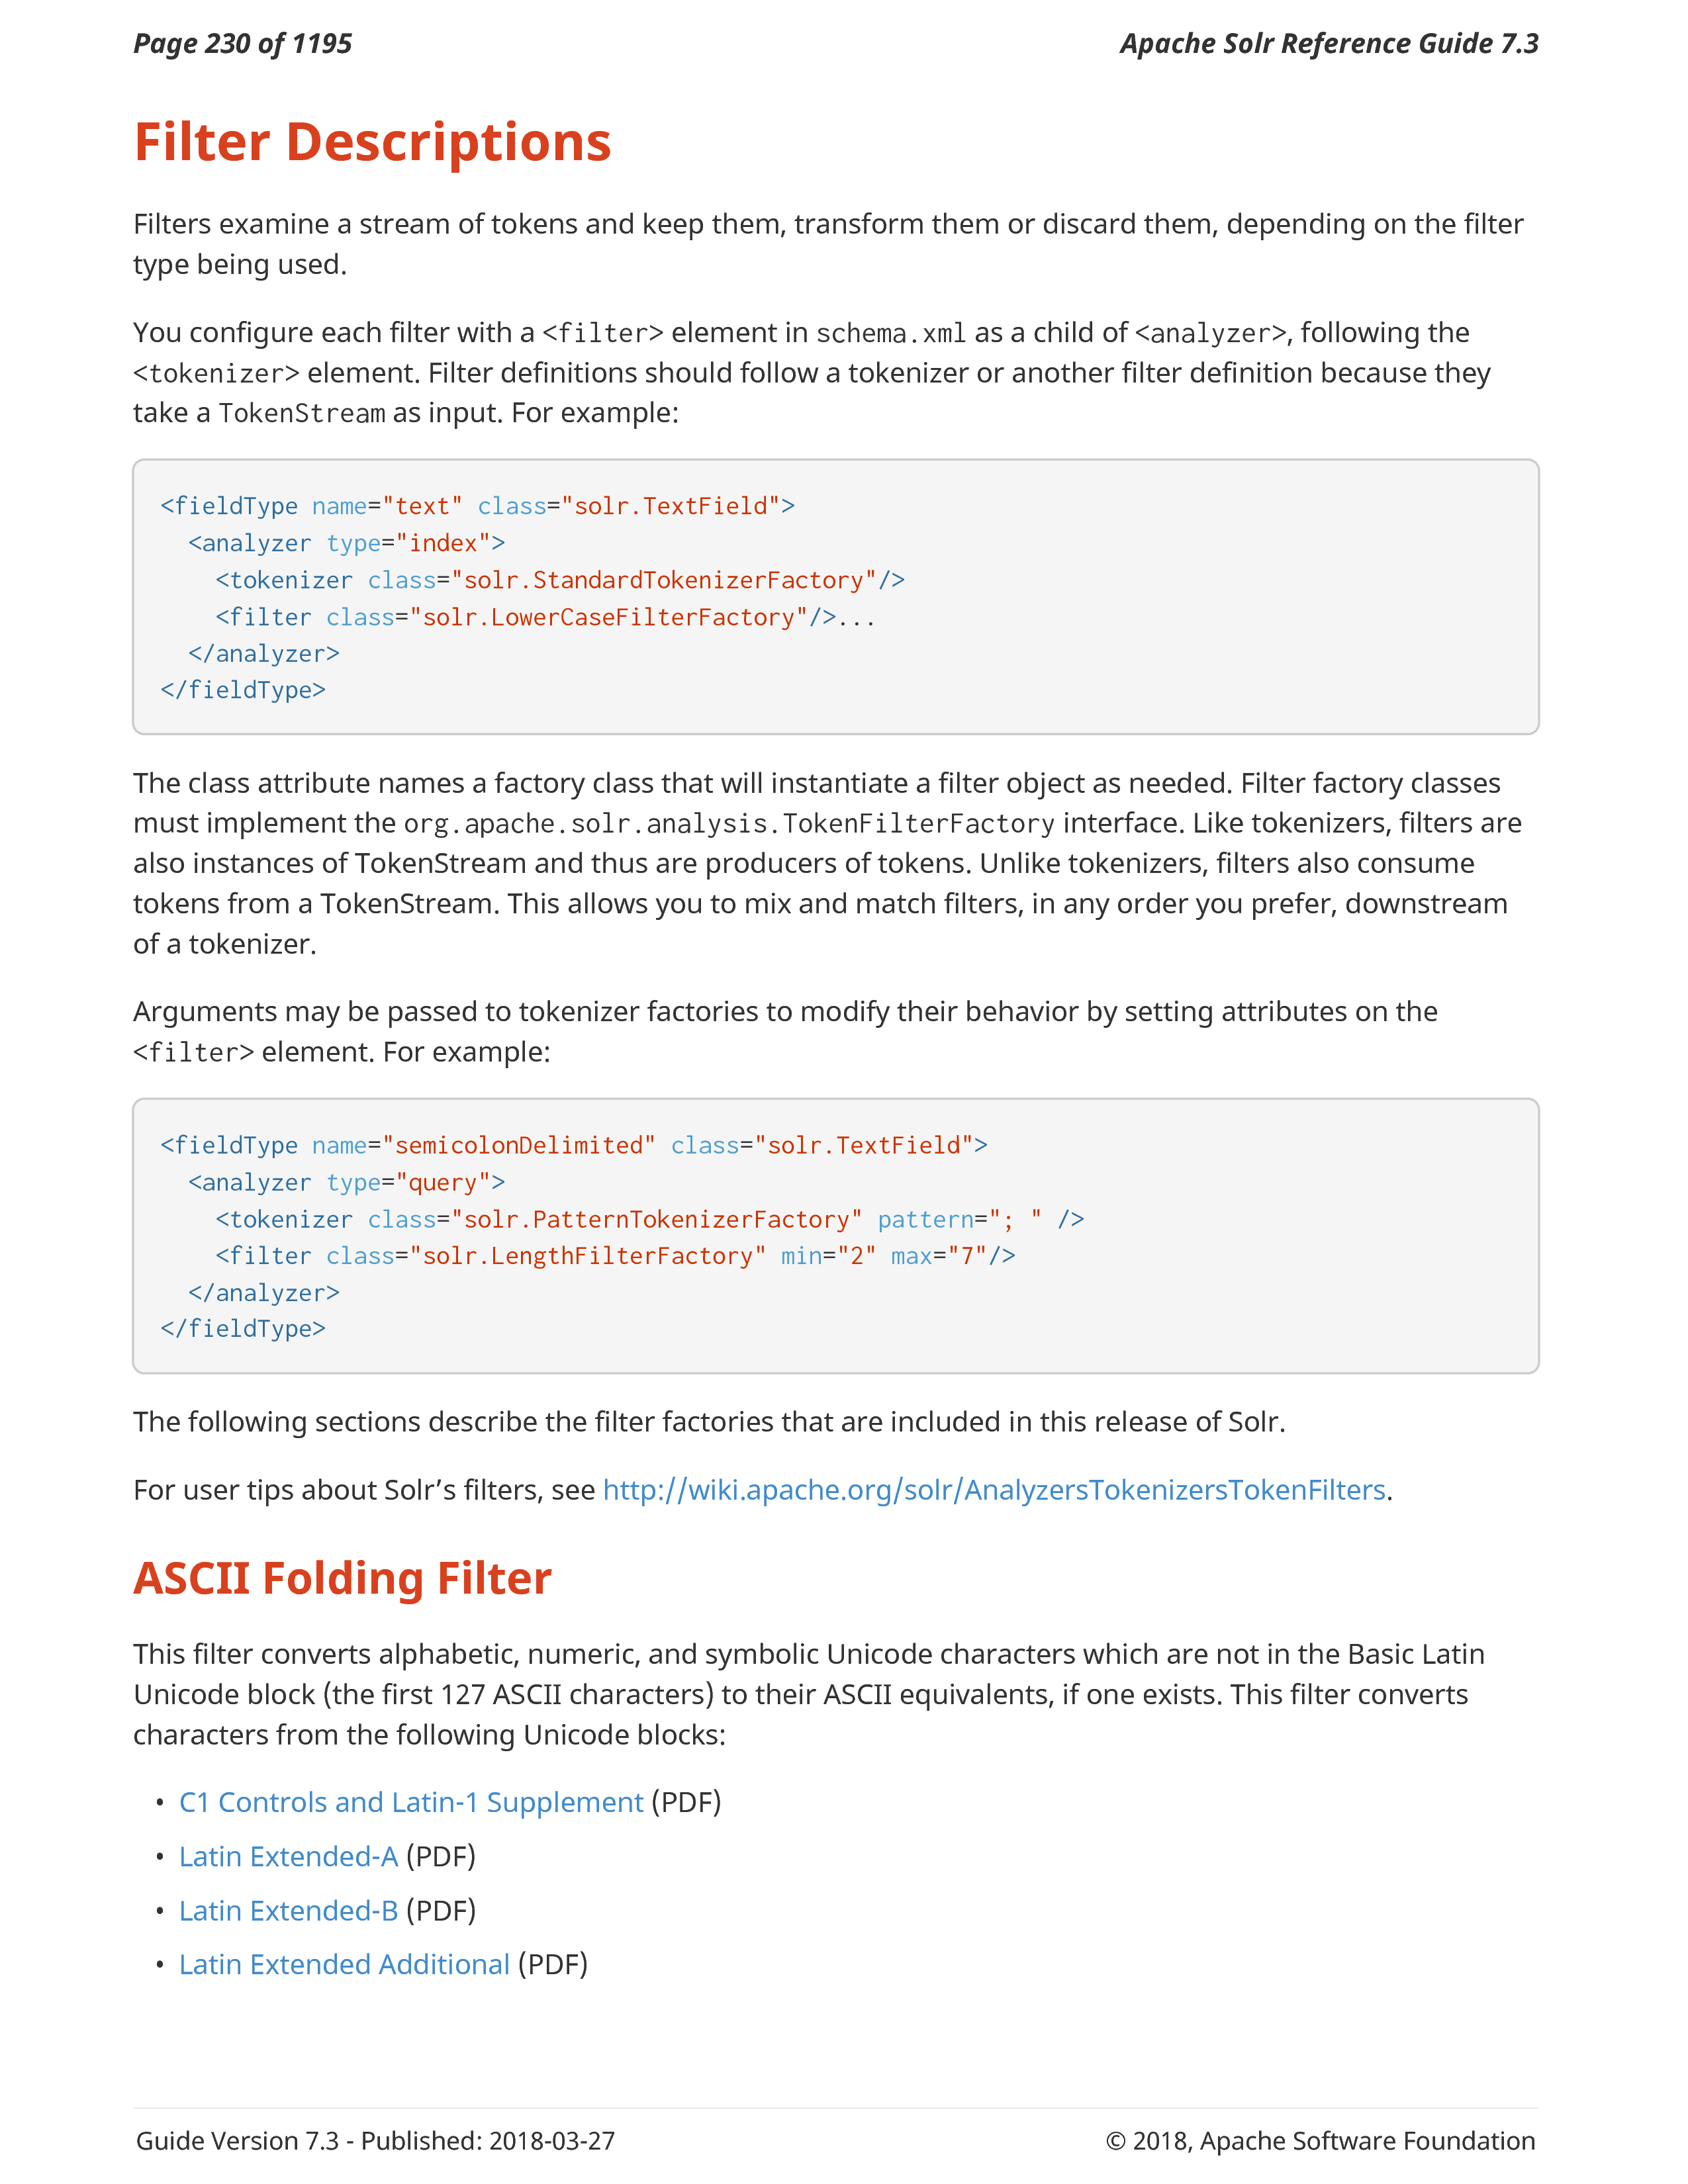 Page 230 of 1195
Apache Solr Reference Guide 7.3
Filter Descriptions
Filters examine a stream of tokens and keep them, transform them or discard them, depending on the filter
type being used.
You configure each filter with a <filter> element in schema.xml as a child of <analyzer>, following the
<tokenizer> element. Filter definitions should follow a tokenizer or another filter definition because they
take a TokenStream as input. For example:
<fieldType name="text" class="solr.TextField">
  <analyzer type="index">
    <tokenizer class="solr.StandardTokenizerFactory"/>
    <filter class="solr.LowerCaseFilterFactory"/>...
  </analyzer>
</fieldType>
The class attribute names a factory class that will instantiate a filter object as needed. Filter factory classes
must implement the org.apache.solr.analysis.TokenFilterFactory interface. Like tokenizers, filters are
also instances of TokenStream and thus are producers of tokens. Unlike tokenizers, filters also consume
tokens from a TokenStream. This allows you to mix and match filters, in any order you prefer, downstream
of a tokenizer.
Arguments may be passed to tokenizer factories to modify their behavior by setting attributes on the
<filter> element. For example:
<fieldType name="semicolonDelimited" class="solr.TextField">
  <analyzer type="query">
    <tokenizer class="solr.PatternTokenizerFactory" pattern="; " />
    <filter class="solr.LengthFilterFactory" min="2" max="7"/>
  </analyzer>
</fieldType>
The following sections describe the filter factories that are included in this release of Solr.
For user tips about Solr’s filters, see http://wiki.apache.org/solr/AnalyzersTokenizersTokenFilters.
ASCII Folding Filter
This filter converts alphabetic, numeric, and symbolic Unicode characters which are not in the Basic Latin
Unicode block (the first 127 ASCII characters) to their ASCII equivalents, if one exists. This filter converts
characters from the following Unicode blocks:
• C1 Controls and Latin-1 Supplement (PDF)
• Latin Extended-A (PDF)
• Latin Extended-B (PDF)
• Latin Extended Additional (PDF)
Guide Version 7.3 - Published: 2018-03-27
© 2018, Apache Software Foundation